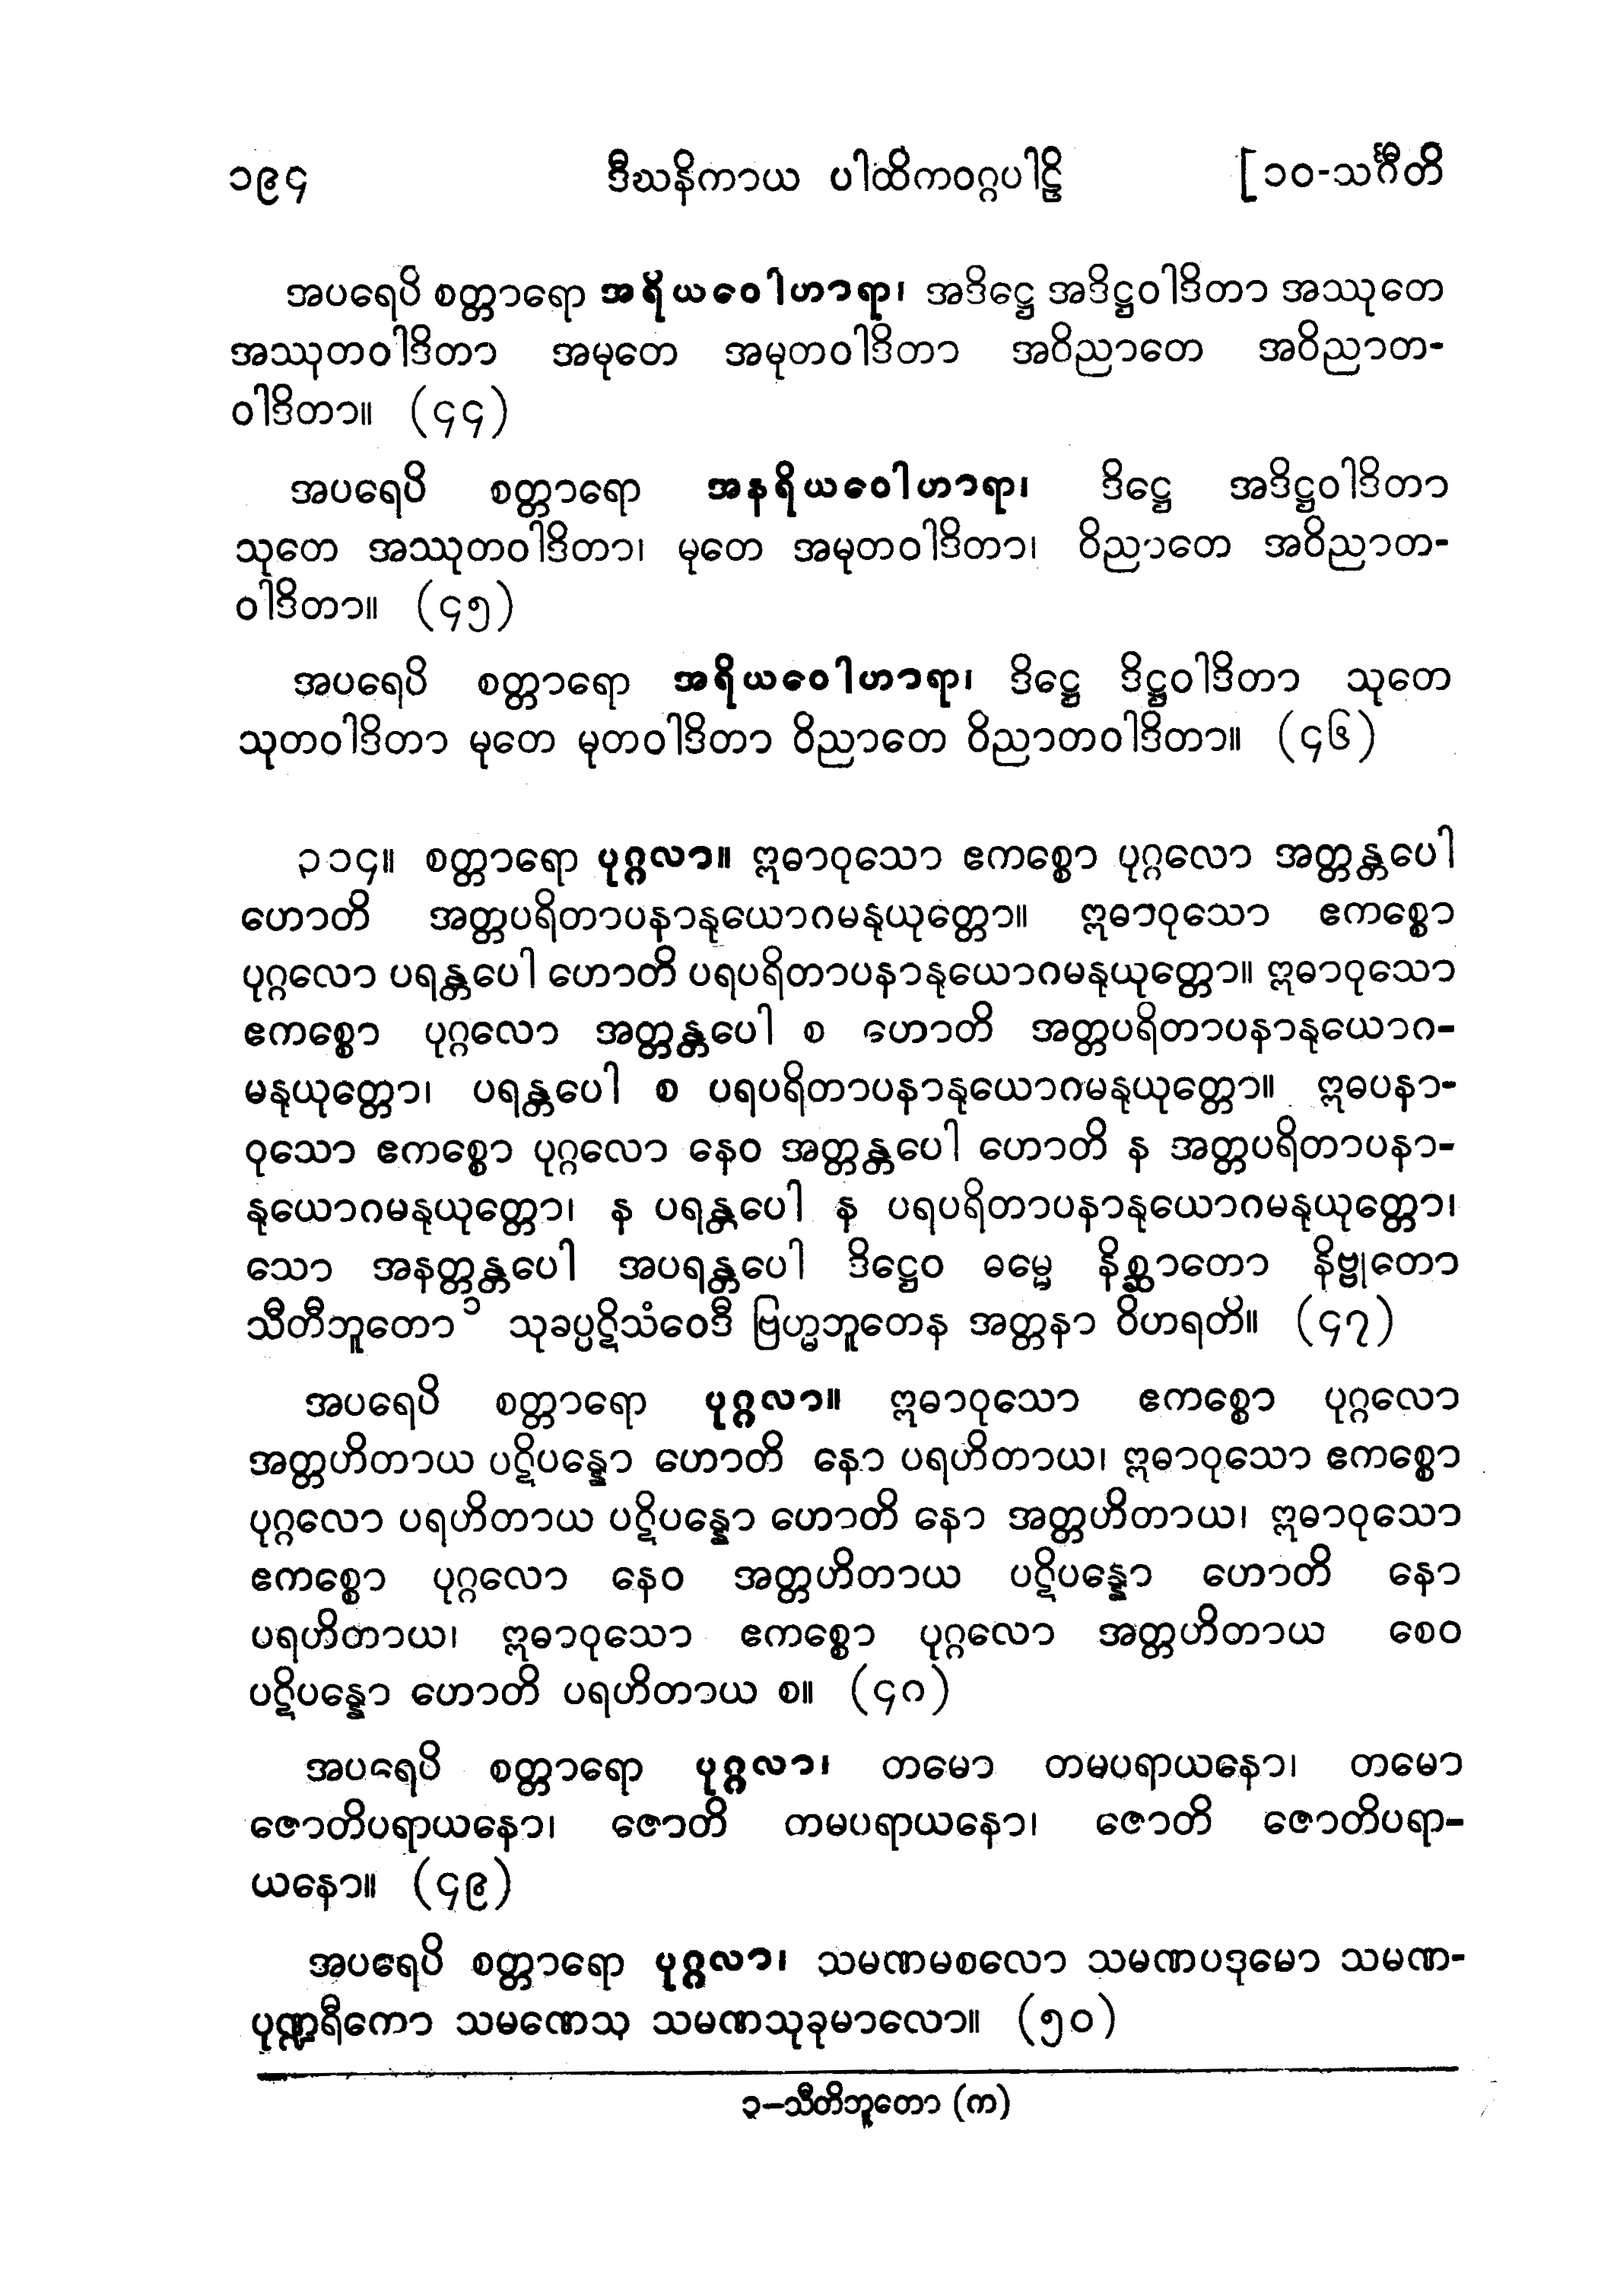 ၁၉၄ ဒီဃနိကာယ ပါထိကဝဂ္ဂပါဠိ [၁၀-သင်္ဂီတိ
အပရေပိ စတ္တာရော အရိယဝေါဟာရာ၊ အဒိဋ္ဌေ အဒိဋ္ဌဝါဒိတာ အဿုတေ
အဿုတဝါဒိတာ အမုတေ အမုတဝါဒိတာ အဝိညာတေ အဝိညာတ-
ဝါဒိတာ။ (၄၄)
အပရေပိ စတ္တာရော အနရိယဝေါဟာရာ၊ ဒိဋ္ဌေ အဒိဋ္ဌဝါဒိတာ
သုတေ အဿုတဝါဒိတာ၊ မုတေ အမုတဝါဒိတာ၊ ဝိညာတေ အဝိညာတ-
ဝါဒိတာ။ (၄၅)
အပရေပိ စတ္တာရော အရိယဝေါဟာရာ၊ ဒိဋ္ဌေ ဒိဋ္ဌဝါဒိတာ သုတေ
သုတဝါဒိတာ မုတေ မုတဝါဒိတာ ဝိညာတေ ဝိညာတဝါဒိတာ။ (၄၆)
၃၁၄။ စတ္တာရော ပုဂ္ဂလာ။ ဣဓာဝုသော ဧကစ္စော ပုဂ္ဂလော အတ္တန္တပေါ
ဟောတိ အတ္တပရိတာပနာနုယောဂမနုယုတ္တော။ ဣဓာဝုသော ဧကစ္စော
ပုဂ္ဂလော ပရန္တပေါ ဟောတိ ပရပရိတာပနာနုယောဂမနုယုတ္တော။ ဣဓာဝုသော
ဧကစ္စော ပုဂ္ဂလော အတ္တန္တပေါ စ ဟောတိ အတ္တပရိတာပနာနုယောဂ-
မနုယုတ္တော၊ ပရန္တပေါ စ ပရပရိတာပနာနုယောဂမနုယုတ္တော။ ဣဓပနာ-
ဝုသော ဧကစ္စော ပုဂ္ဂလော နေဝ အတ္တန္တပေါ ဟောတိ န အတ္တပရိတာပနာ-
နုယောဂမနုယုတ္တော၊ န ပရန္တပေါ န ပရပရိတာပနာနုယောဂမနုယုတ္တော၊
သော အနတ္တန္တပေါ အပရန္တပေါ ဒိဋ္ဌေဝ ဓမ္မေ နိစ္ဆာတော နိဗ္ဗုတော
သီတီဘူတော၁ သုခပ္ပဋိသံဝေဒီ ဗြဟ္မဘူတေန အတ္တနာ ဝိဟရတိ။ (၄၇)
အပရေပိ စတ္တာရော ပုဂ္ဂလာ။ ဣဓာဝုသော ဧကစ္စော ပုဂ္ဂလော
အတ္တဟိတာယ ပဋိပန္နော ဟောတိ နော ပရဟိတာယ၊ ဣဓာဝုသော ဧကစ္စော
ပုဂ္ဂလော ပရဟိတာယ ပဋိပန္နော ဟောတိ နော အတ္တဟိတာယ၊ ဣဓာဝုသော
ဧကစ္စော ပုဂ္ဂလော နေဝ အတ္တဟိတာယ ပဋိပန္နော ဟောတိ နော
ပရဟိတာယ၊ ဣဓာဝုသော ဧကစ္စော ပုဂ္ဂလော အတ္တဟိတာယ စေဝ
ပဋိပန္နော ဟောတိ ပရဟိတာယ စ။ (၄၈)
အပရေပိ စတ္တာရော ပုဂ္ဂလာ၊ တမော တမပရာယနော၊ တမော
ဇောတိပရာယနော၊ ဇောတိ တမပရာယနော၊ ဇောတိ ဇောတိပရာ-
ယနော။ (၄၉)
အပရေပိ စတ္တာရော ပုဂ္ဂလာ၊ သမဏမစလော သမဏပဒုမော သမဏ-
ပုဏ္ဍရီကော သမဏေသု သမဏသုခုမာလော။ (၅၀)
၃–သီတိဘူတော (က)